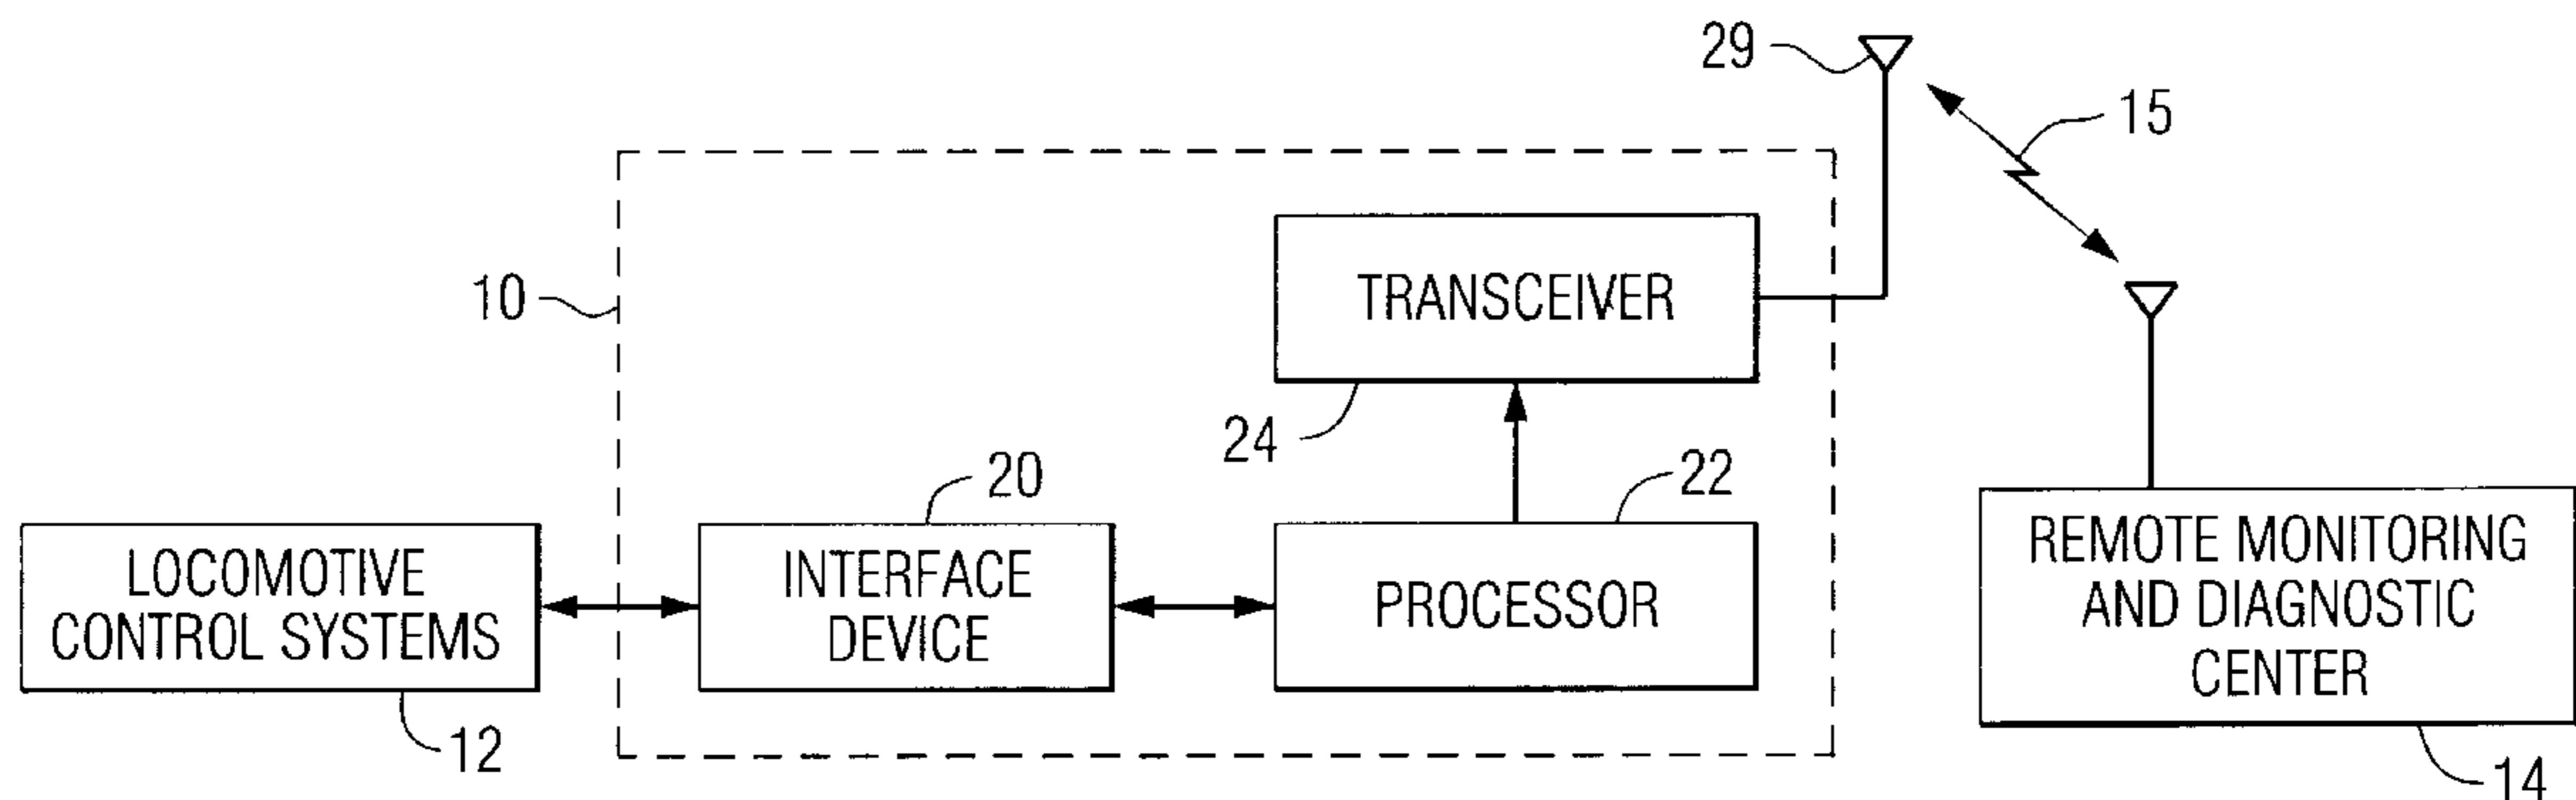 29
15
10
TRANSCEIVER
24
20
22
LOCOMOTIVE
CONTROL SYSTEMS
12
INTERFACE
DEVICE
PROCESSOR
REMOTE MONITORING
AND DIAGNOSTIC
CENTER
14